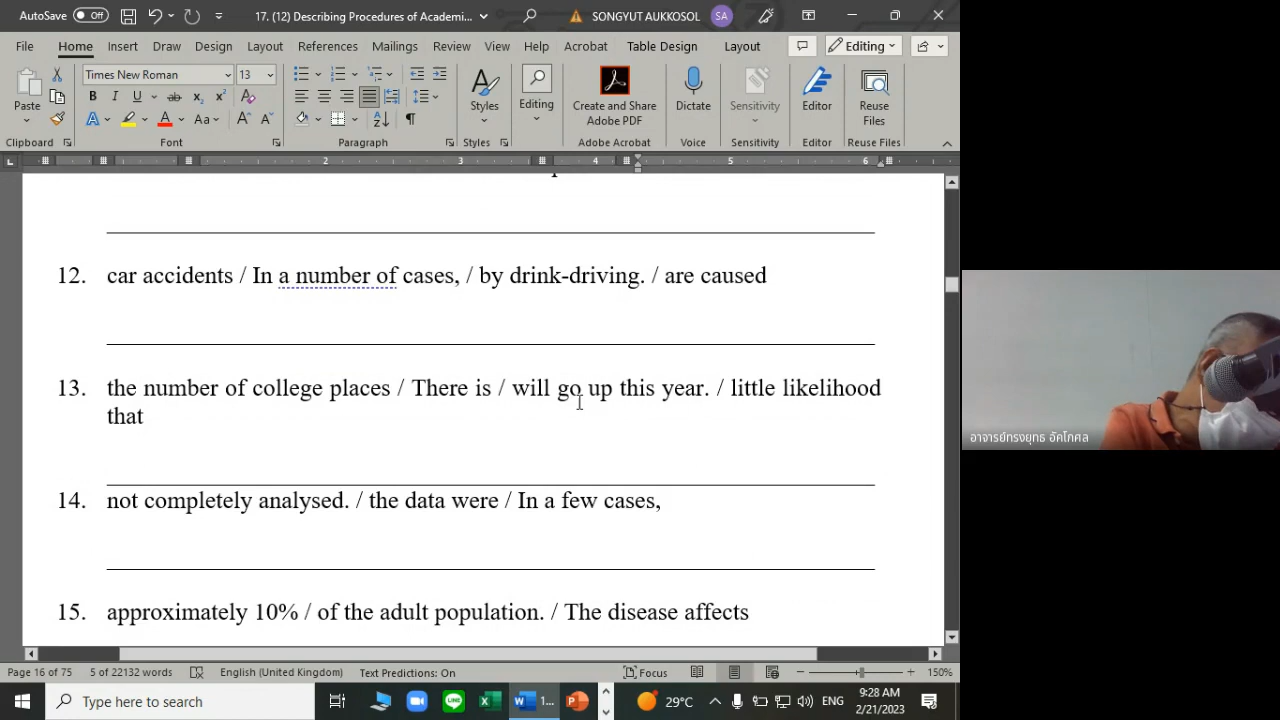 AutoSave Off 17. (12) Describing Procedures of Academi... SONGYUT AUKKOSOL SA
File Home Insert Draw Design Layout References Mailings Review View Help Acrobat Table Design Layout Editing
Times New Roman 13
Paste Styles Editing Create and Share Adobe PDF Dictate Sensitivity Editor Reuse Files
Clipboard Font Paragraph Styles Adobe Acrobat Voice Sensitivity Editor Reuse Files
2 3 4 5 6
12. car accidents / In a number of cases, / by drink-driving. / are caused
13. the number of college places / There is / will go up this year. / little likelihood
that
อาจารย์ทรงยุทธ อัคโกศล
14. not completely analysed. / the data were / In a few cases,
15. approximately 10% / of the adult population. / The disease affects
Page 16 of 75 5 of 22132 words English (United Kingdom) Text Predictions: On Focus 150%
Type here to search 1... 29°C ENG 9:28 AM
2/21/2023